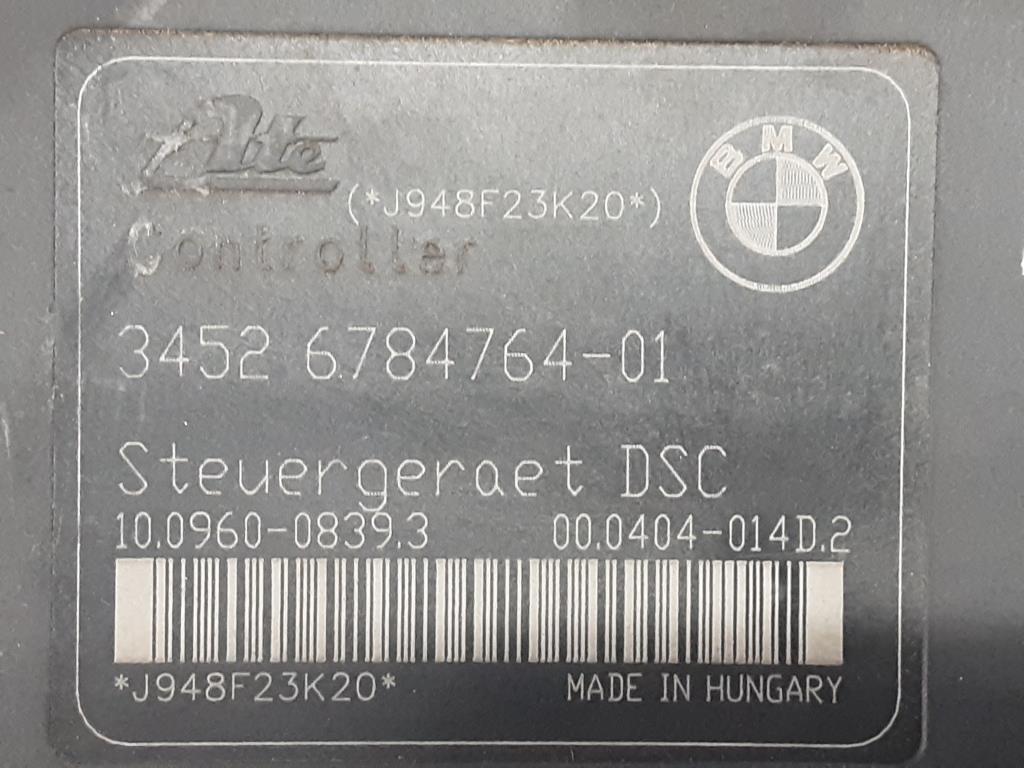 Ate
BMW
(*J948F23K20*)
Controller
3452 6784764-01
Steuergeraet DSC
10.0960-0839.3 00.0404-014D.2
*J948F23K20* MADE IN HUNGARY